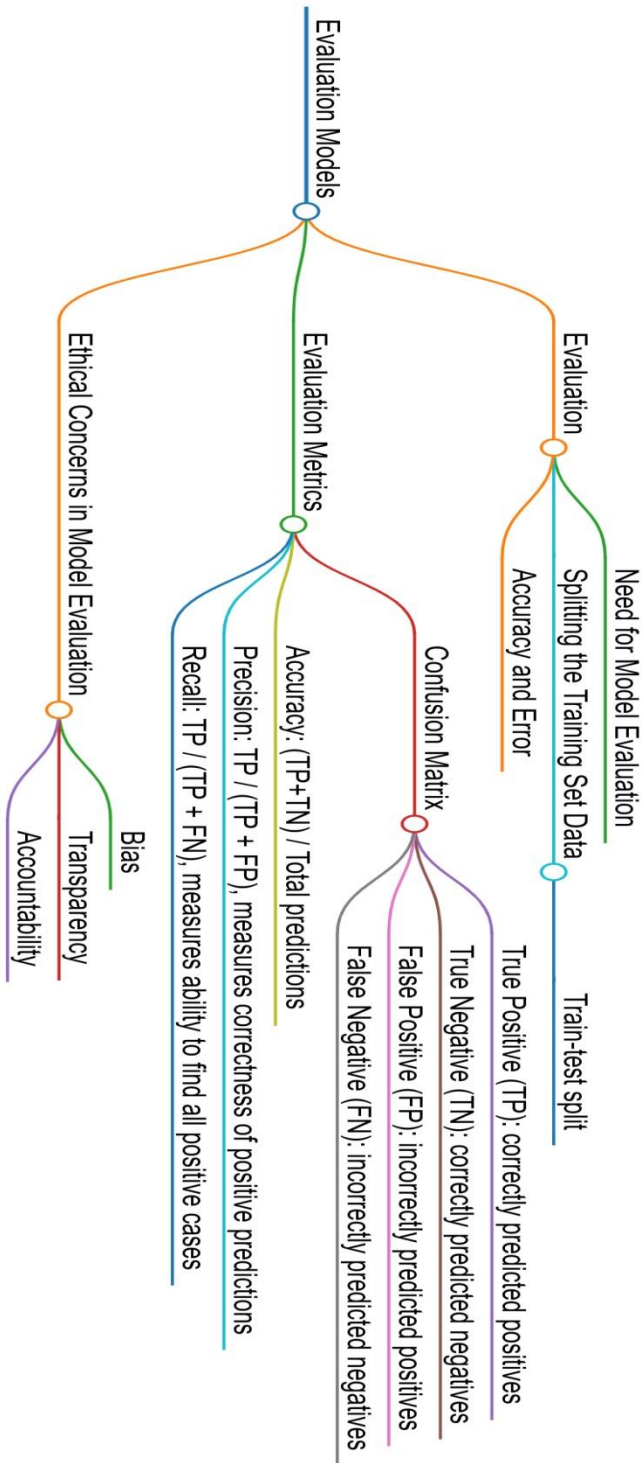 Evaluation Models
Evaluation
Need for Model Evaluation
Splitting the Training Set Data
Train-test split
Accuracy and Error
Evaluation Metrics
Confusion Matrix
True Positive (TP): correctly predicted positives
True Negative (TN): correctly predicted negatives
False Positive (FP): incorrectly predicted positives
False Negative (FN): incorrectly predicted negatives
Accuracy: (TP+TN) / Total predictions
Precision: TP / (TP + FP), measures correctness of positive predictions
Recall: TP / (TP + FN), measures ability to find all positive cases
Ethical Concerns in Model Evaluation
Bias
Transparency
Accountability